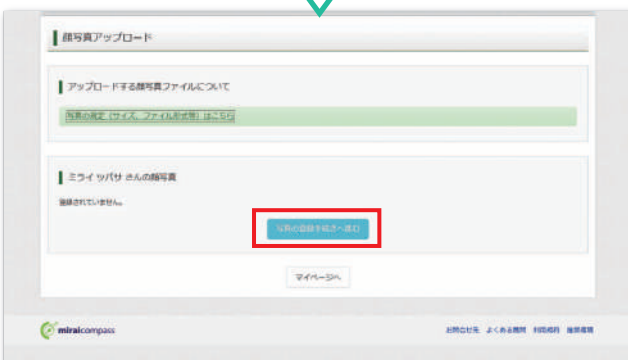 顔写真アップロード
アップロードする顔写真ファイルについて
写真の規定（サイズ、ファイル形式等）はこちら
ミライ ツバサ さんの顔写真
登録されていません。
写真の登録手続きへ進む
マイページへ
miraicompass
お問合せ先 よくある質問 利用規約 推奨環境